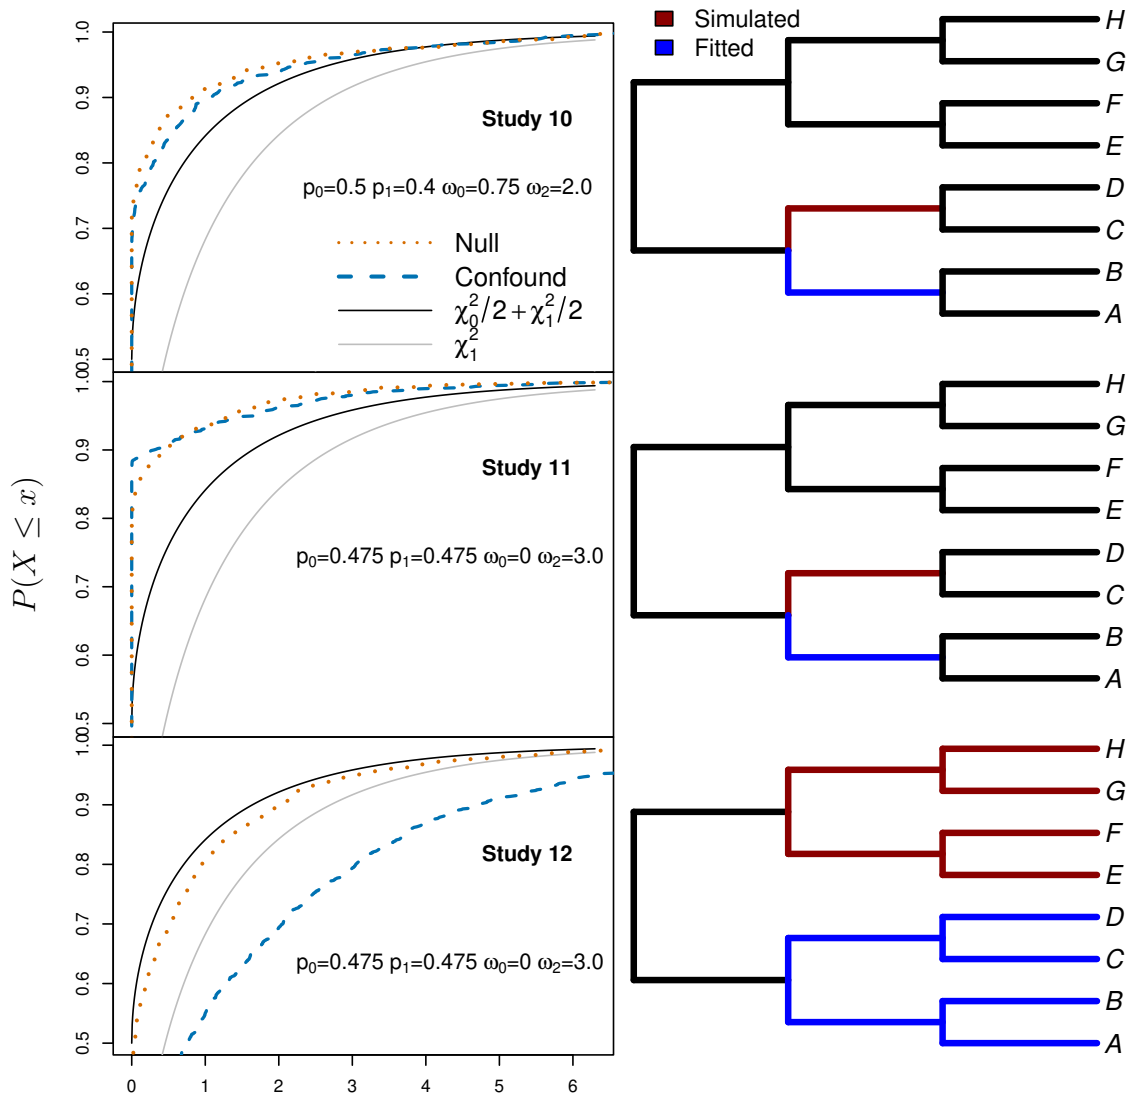 Simulated
Fitted
P(X ≤ x)
1.0
0.9
0.8
0.7
0.6
0.5
Study 10
p₀=0.5 p₁=0.4 ω₀=0.75 ω₂=2.0
Null
Confound
χ₀²/2+χ₁²/2
χ₁²
H
G
F
E
D
C
B
A
1.0
0.9
0.8
0.7
0.6
0.5
Study 11
p₀=0.475 p₁=0.475 ω₀=0 ω₂=3.0
H
G
F
E
D
C
B
A
1.0
0.9
0.8
0.7
0.6
0.5
Study 12
p₀=0.475 p₁=0.475 ω₀=0 ω₂=3.0
0 1 2 3 4 5 6
H
G
F
E
D
C
B
A